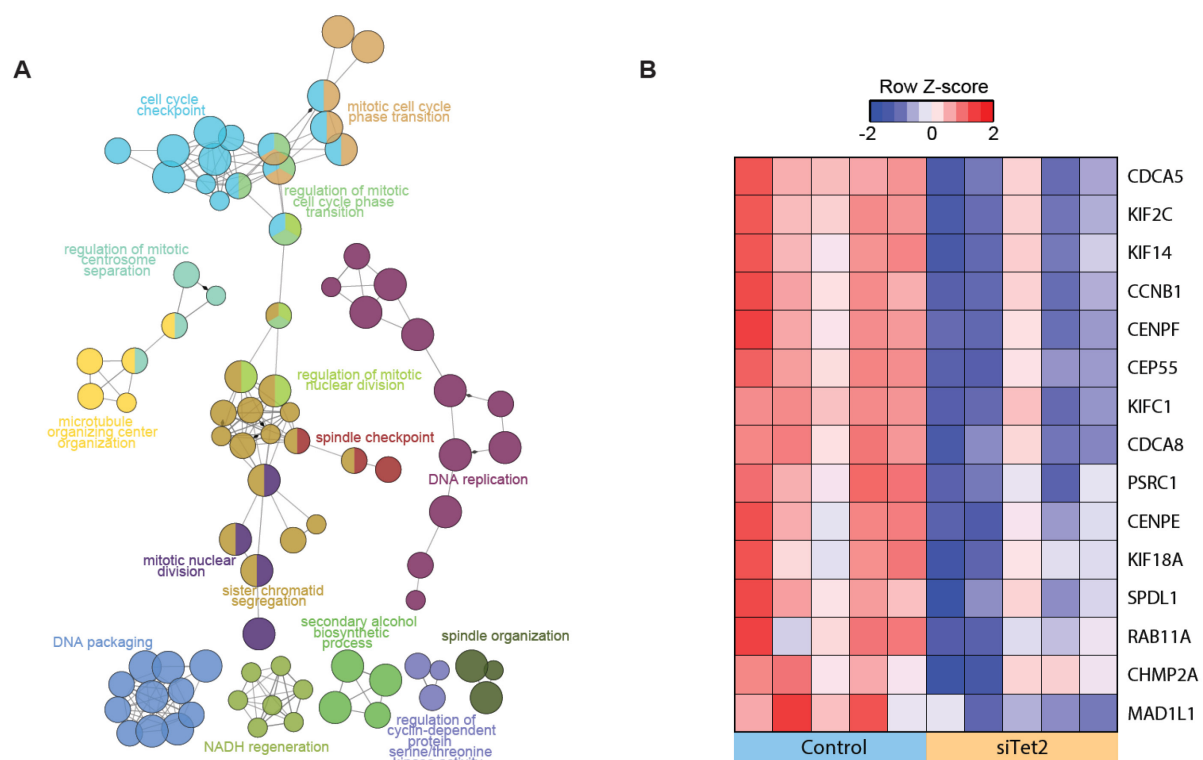 A
cell cycle
checkpoint
mitotic cell cycle
phase transition
regulation of mitotic
cell cycle phase
transition
regulation of mitotic
centrosome
separation
microtubule
organizing center
organization
regulation of mitotic
nuclear division
spindle checkpoint
DNA replication
mitotic nuclear
division
sister chromatid
segregation
DNA packaging
NADH regeneration
secondary alcohol
biosynthetic
process
regulation of
cyclin-dependent
protein
serine/threonine
spindle organization
B
Row Z-score
-2 0 2
CDCA5
KIF2C
KIF14
CCNB1
CENPF
CEP55
KIFC1
CDCA8
PSRC1
CENPE
KIF18A
SPDL1
RAB11A
CHMP2A
MAD1L1
Control siTet2